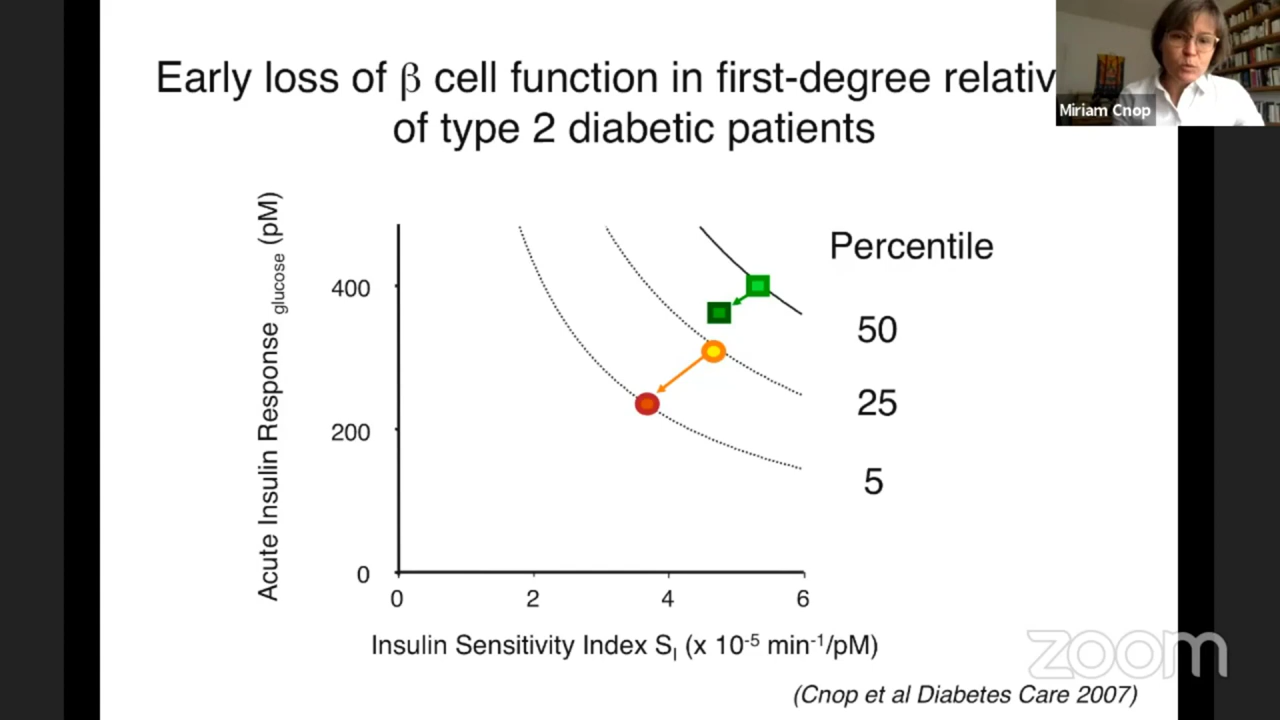 Early loss of β cell function in first-degree relativ
of type 2 diabetic patients
Miriam Cnop
Acute Insulin Response glucose (pM)
Percentile
400
200
0
50
25
5
0 2 4 6
Insulin Sensitivity Index SI (x 10-5 min-1/pM)
zoom
(Cnop et al Diabetes Care 2007)